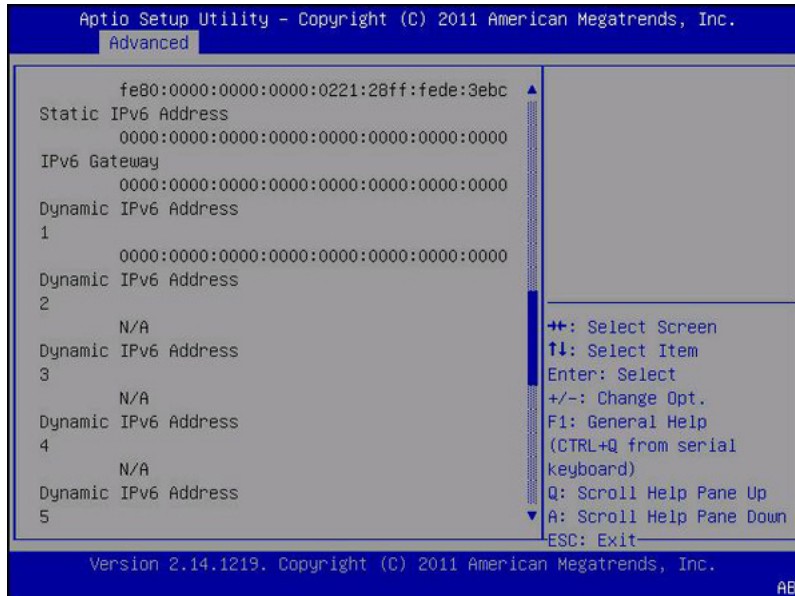 Aptio Setup Utility – Copyright (C) 2011 American Megatrends, Inc.
Advanced
fe80:0000:0000:0000:0221:28ff:fede:3ebc
Static IPv6 Address
0000:0000:0000:0000:0000:0000:0000:0000
IPv6 Gateway
0000:0000:0000:0000:0000:0000:0000:0000
Dynamic IPv6 Address
1
0000:0000:0000:0000:0000:0000:0000:0000
Dynamic IPv6 Address
2
N/A
Dynamic IPv6 Address
3
N/A
Dynamic IPv6 Address
4
N/A
Dynamic IPv6 Address
5
→←: Select Screen
↑↓: Select Item
Enter: Select
+/-: Change Opt.
F1: General Help
(CTRL+Q from serial
keyboard)
Q: Scroll Help Pane Up
A: Scroll Help Pane Down
ESC: Exit
Version 2.14.1219. Copyright (C) 2011 American Megatrends, Inc.
AB